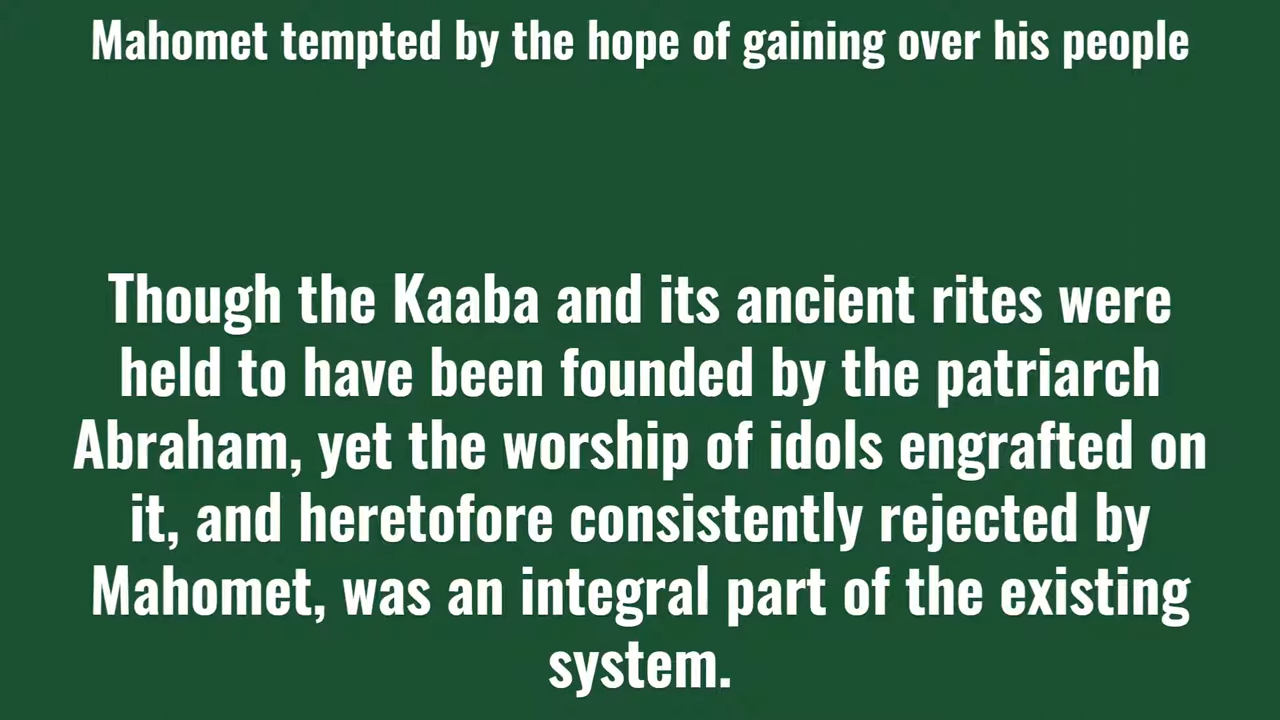 Mahomet tempted by the hope of gaining over his people
Though the Kaaba and its ancient rites were
held to have been founded by the patriarch
Abraham, yet the worship of idols engrafted on
it, and heretofore consistently rejected by
Mahomet, was an integral part of the existing
system.